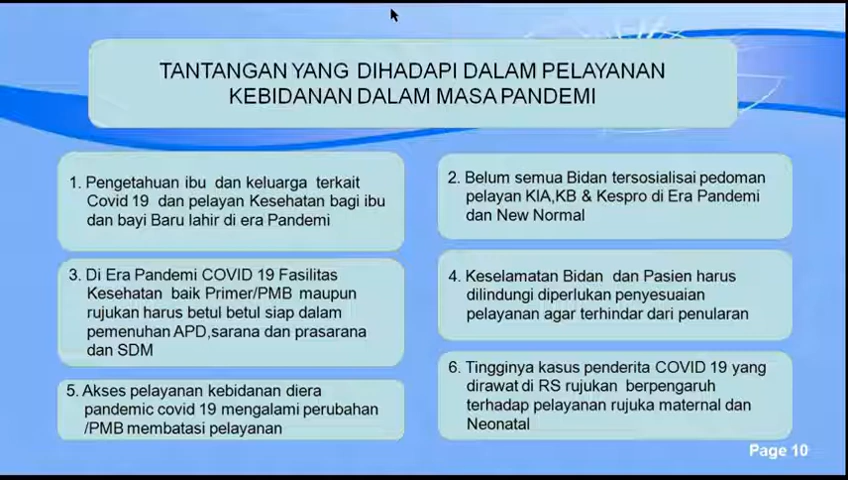 TANTANGAN YANG DIHADAPI DALAM PELAYANAN
KEBIDANAN DALAM MASA PANDEMI
1. Pengetahuan ibu dan keluarga terkait
Covid 19 dan pelayan Kesehatan bagi ibu
dan bayi Baru lahir di era Pandemi
2. Belum semua Bidan tersosialisai pedoman
pelayan KIA,KB & Kespro di Era Pandemi
dan New Normal
3. Di Era Pandemi COVID 19 Fasilitas
Kesehatan baik Primer/PMB maupun
rujukan harus betul betul siap dalam
pemenuhan APD,sarana dan prasarana
dan SDM
4. Keselamatan Bidan dan Pasien harus
dilindungi diperlukan penyesuaian
pelayanan agar terhindar dari penularan
5. Akses pelayanan kebidanan diera
pandemic covid 19 mengalami perubahan
/PMB membatasi pelayanan
6. Tingginya kasus penderita COVID 19 yang
dirawat di RS rujukan berpengaruh
terhadap pelayanan rujuka maternal dan
Neonatal
Page 10